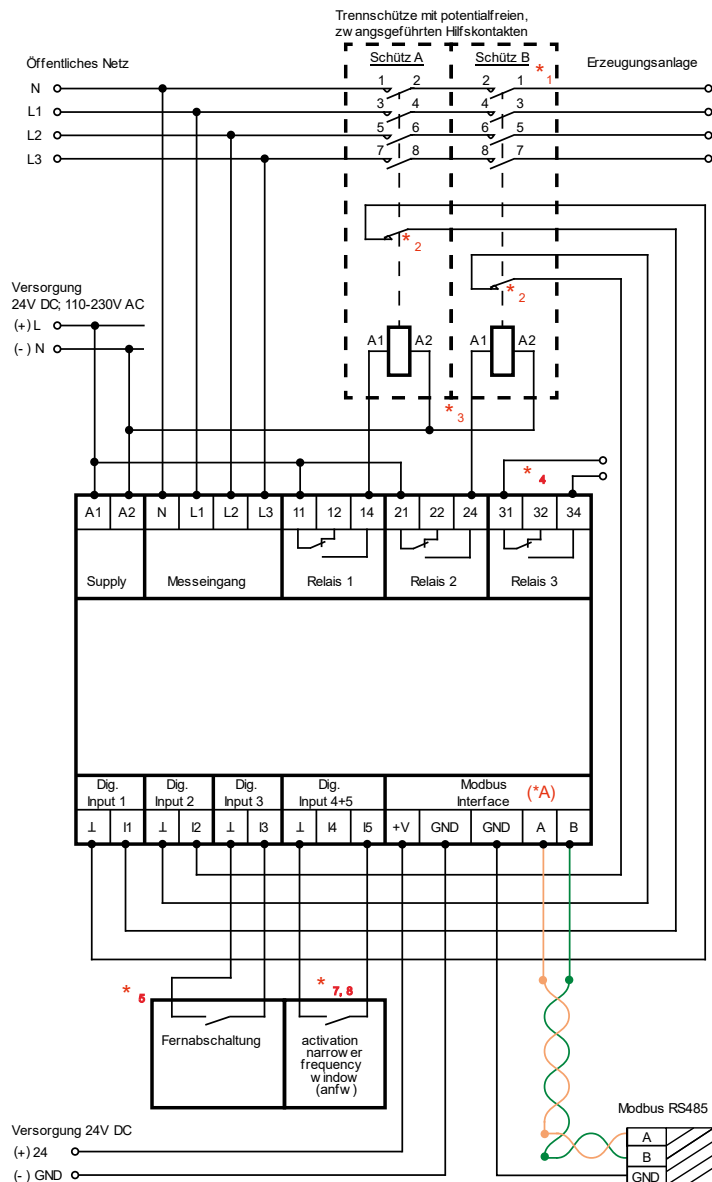 Trennschütze mit potentialfreien,
zwangsgeführten Hilfskontakten
Öffentliches Netz
Schütz A
Schütz B
*1
Erzeugungsanlage
N
1 2 2 1
L1
3 4 4 3
L2
5 6 6 5
L3
7 8 8 7
*2
*2
Versorgung
24V DC; 110-230V AC
(+) L
(-) N
A1 A2 A1 A2
*3
*4
A1 A2 N L1 L2 L3 11 12 14 21 22 24 31 32 34
Supply Messeingang Relais 1 Relais 2 Relais 3
Dig.
Input 1
Dig.
Input 2
Dig.
Input 3
Dig.
Input 4+5
Modbus
Interface
(*A)
⊥ I1 ⊥ I2 ⊥ I3 ⊥ I4 I5 +V GND GND A B
*5
*7, 8
Fernabschaltung
activation
narrower
frequency
window
(anfw)
Versorgung 24V DC
(+) 24
(-) GND
Modbus RS485
A
B
GND